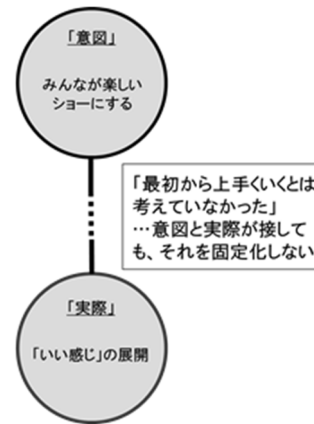 「意図」
みんなが楽しい
ショーにする
「最初から上手くいくとは
考えていなかった」
…意図と実際が接して
も、それを固定化しない
「実際」
「いい感じ」の展開